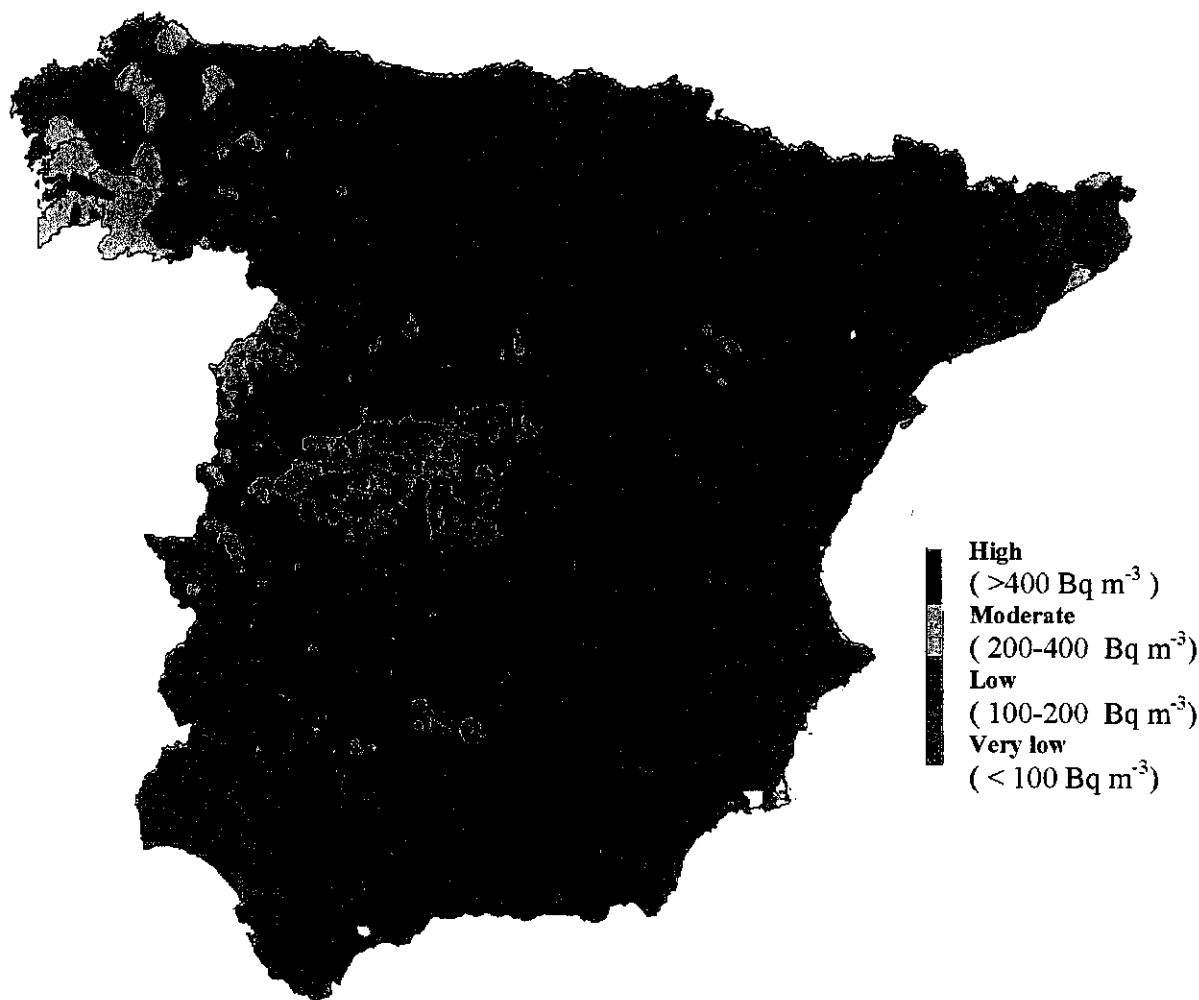 High
( >400 Bq m⁻³ )
Moderate
( 200-400 Bq m⁻³)
Low
( 100-200 Bq m⁻³)
Very low
( < 100 Bq m⁻³)